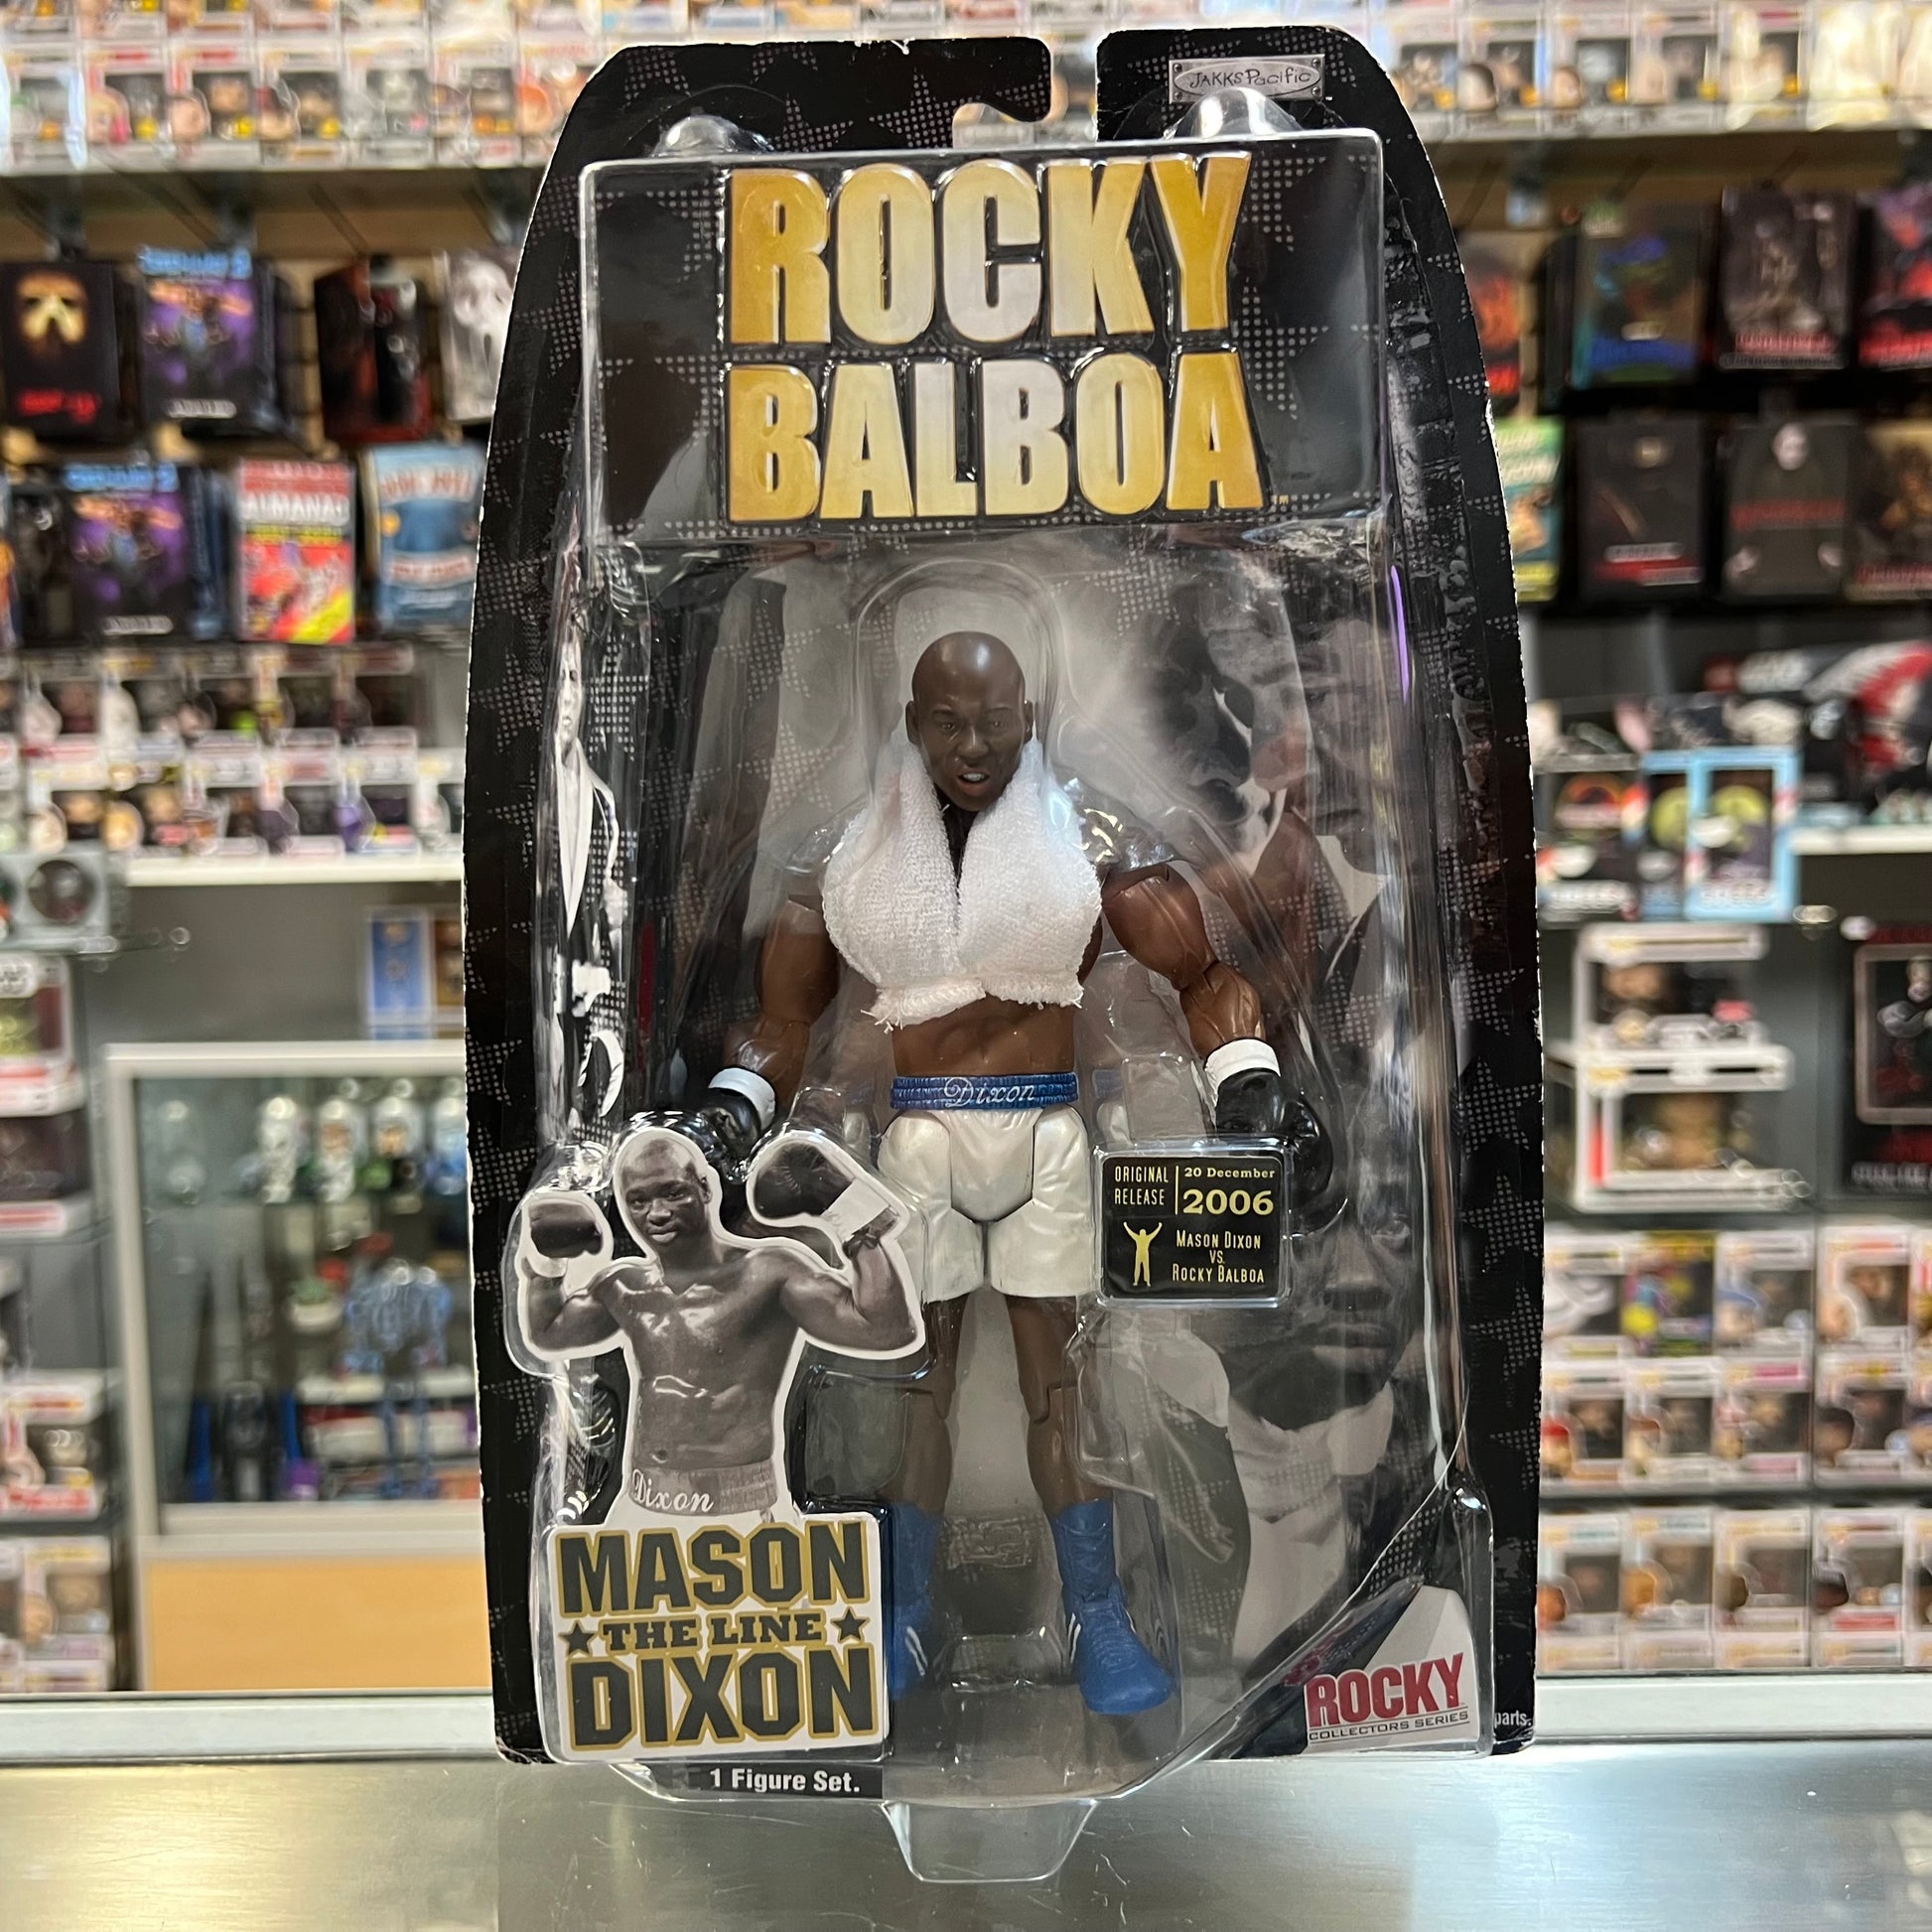 JAKKS Pacific
ROCKY
BALBOA
Dixon
ORIGINAL
RELEASE
20 December
2006
MASON DIXON
VS.
ROCKY BALBOA
Dixon
MASON
THE LINE
DIXON
ROCKY
COLLECTORS SERIES
parts.
1 Figure Set.
ALMANAC